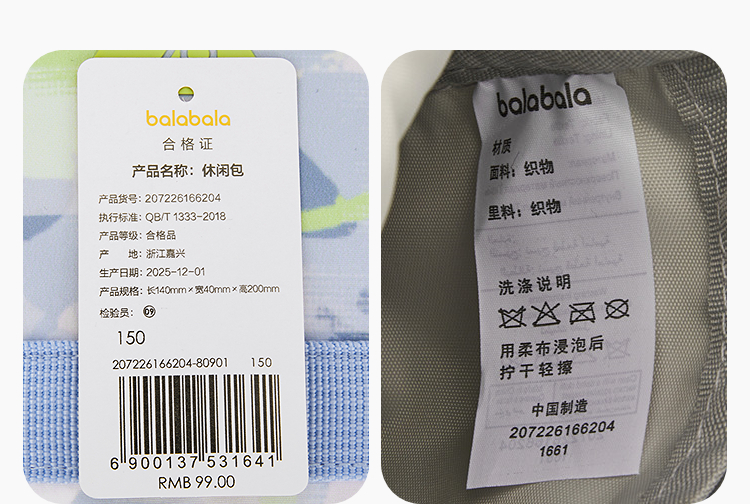 balabala
合格证
产品名称：休闲包
产品货号：207226166204
执行标准：QB/T 1333-2018
产品等级：合格品
产 地：浙江嘉兴
生产日期：2025-12-01
产品规格：长140mm×宽40mm×高200mm
检验员：09
150
207226166204-80901 150
6 900137 531641
RMB 99.00
balabala
材质
面料：织物
里料：织物
洗涤说明
用柔布浸泡后
拧干轻擦
中国制造
207226166204
1661